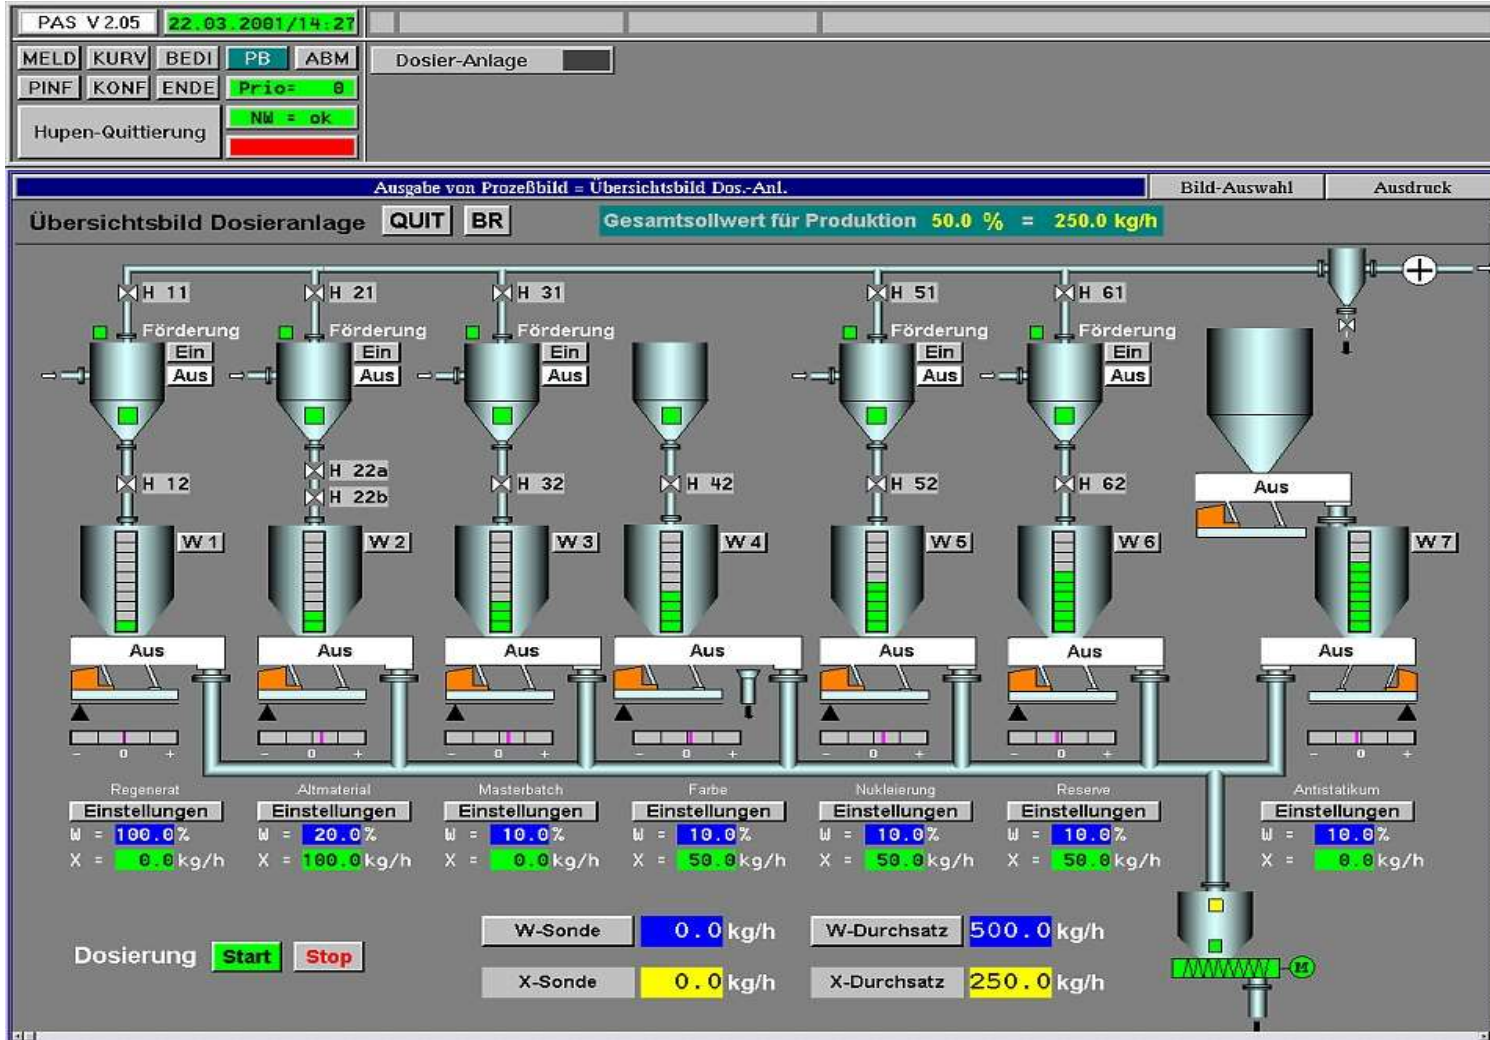 PAS V 2.05 22.03.2001/14:27
MELD KURV BEDI PB ABM
Dosier-Anlage
PINF KONF ENDE Prio= 0
Hupen-Quittierung NW = ok
Ausgabe von Prozeßbild = Übersichtsbild Dos.-Anl. Bild-Auswahl Ausdruck
Übersichtsbild Dosieranlage QUIT BR Gesamtsollwert für Produktion 50.0 % = 250.0 kg/h
H 11 H 21 H 31 H 51 H 61
Förderung Förderung Förderung Förderung Förderung
Ein Ein Ein Ein Ein
Aus Aus Aus Aus Aus
H 22a
H 12 H 32 H 42 H 52 H 62 Aus
H 22b
W 1 W 2 W 3 W 4 W 5 W 6 W 7
Aus Aus Aus Aus Aus Aus Aus
- 0 + - 0 + - 0 + - 0 + - 0 + - 0 + - 0 +
Regenerat Altmaterial Masterbatch Farbe Nukleierung Reserve Antistatikum
Einstellungen Einstellungen Einstellungen Einstellungen Einstellungen Einstellungen Einstellungen
W = 100.0% W = 20.0% W = 10.0% W = 10.0% W = 10.0% W = 10.0% W = 10.0%
X = 0.0kg/h X = 100.0kg/h X = 0.0kg/h X = 50.0kg/h X = 50.0kg/h X = 50.0kg/h X = 0.0kg/h
W-Sonde 0.0 kg/h W-Durchsatz 500.0 kg/h
Dosierung Start Stop
M
X-Sonde 0.0 kg/h X-Durchsatz 250.0 kg/h